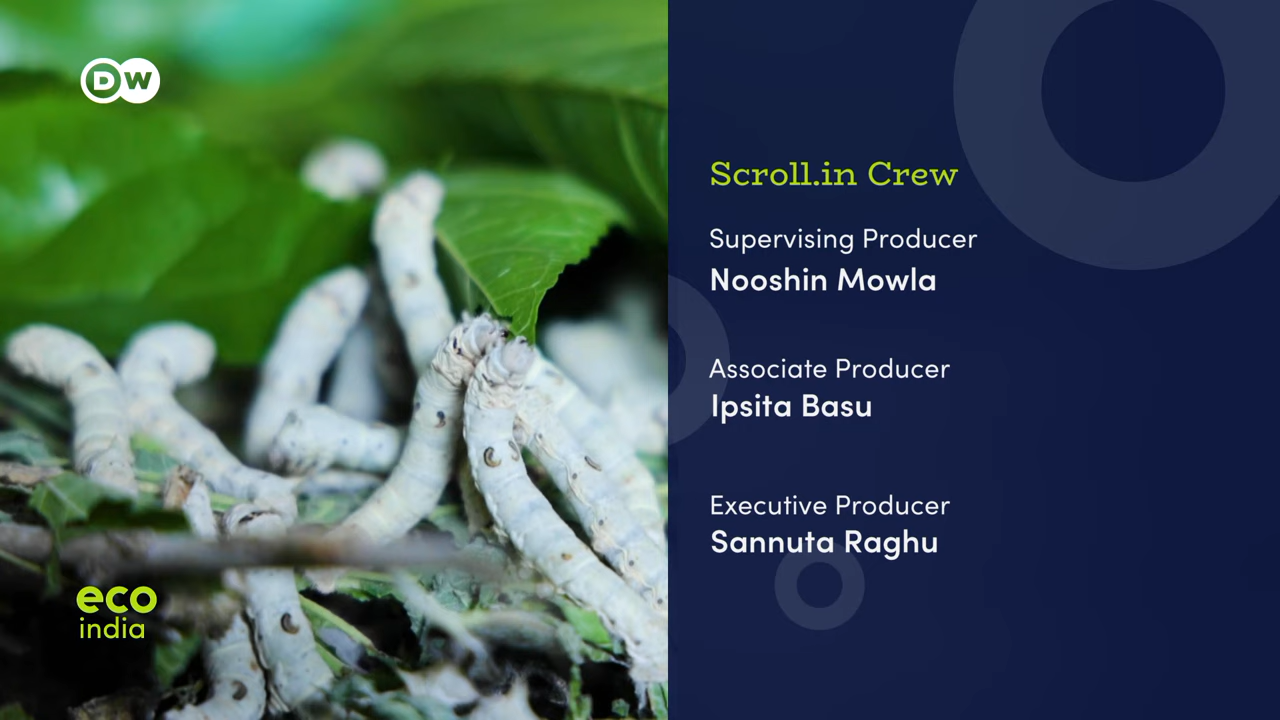 DW
Scroll.in Crew
Supervising Producer
Nooshin Mowla
Associate Producer
Ipsita Basu
Executive Producer
Sannuta Raghu
eco
india